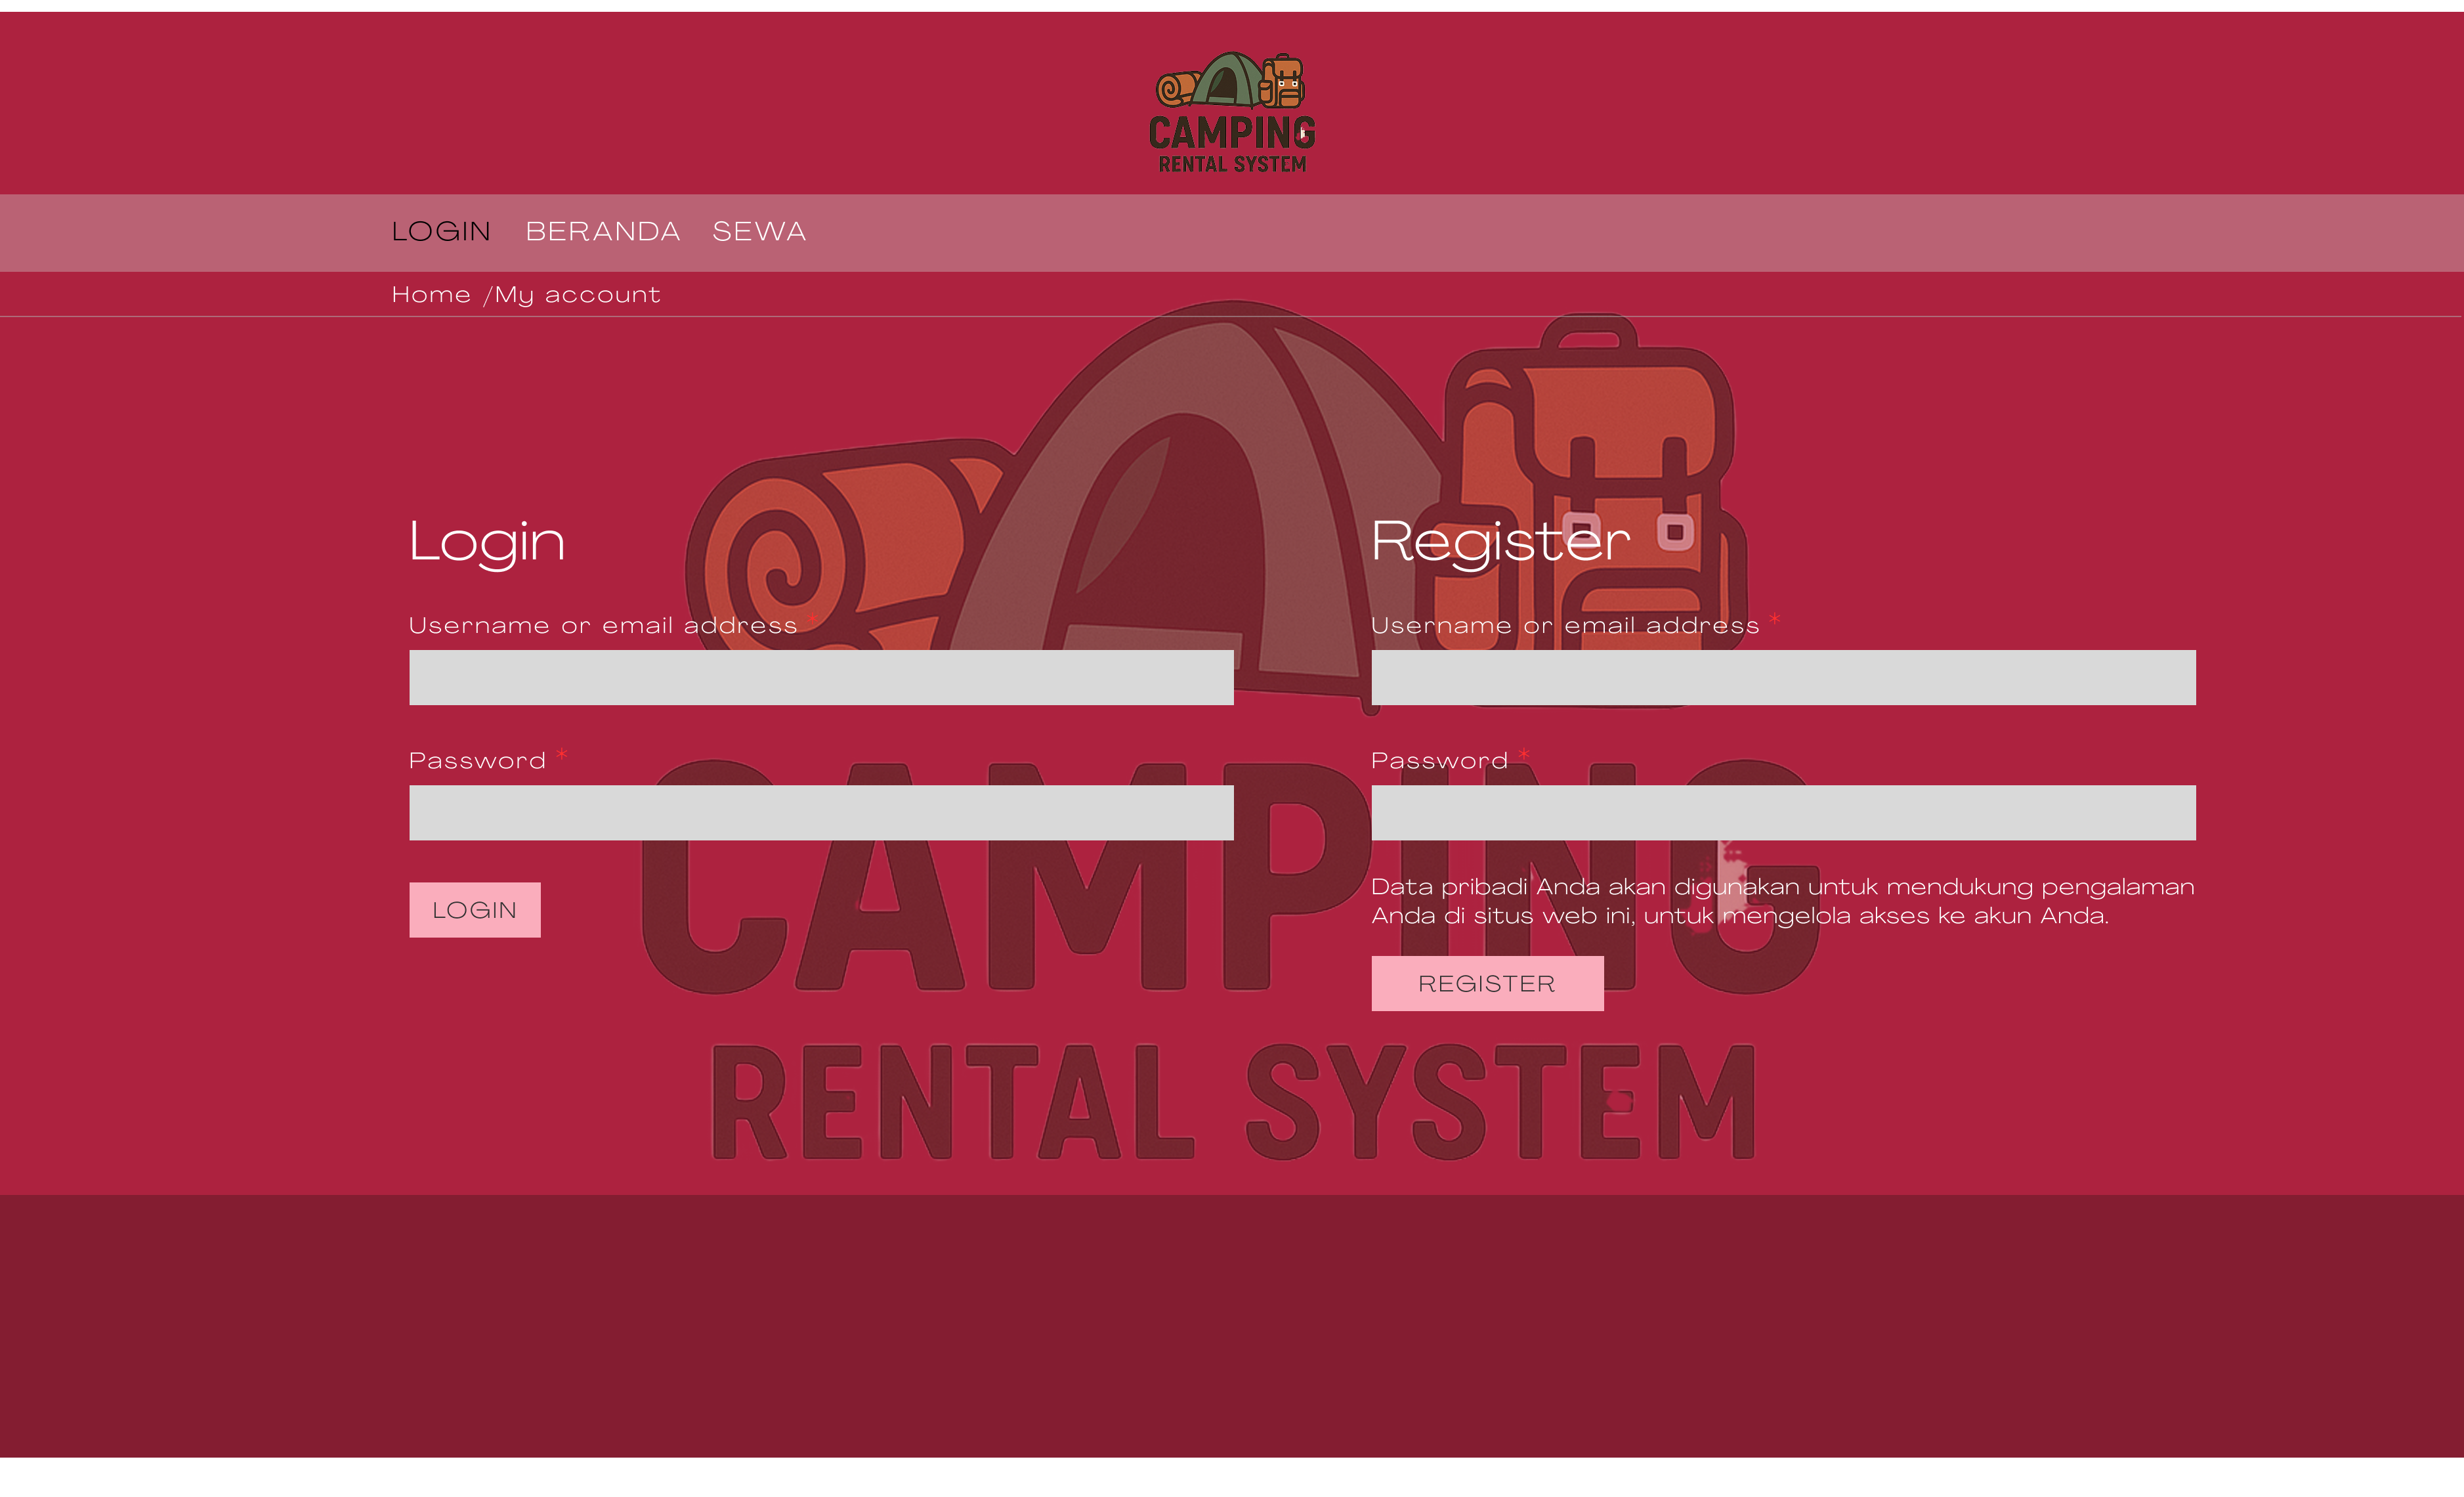 CAMPING
RENTAL SYSTEM
LOGIN BERANDA SEWA
Home /My account
Login
Username or email address *
Password *
LOGIN
Register
Username or email address *
Password *
Data pribadi Anda akan digunakan untuk mendukung pengalaman
Anda di situs web ini, untuk mengelola akses ke akun Anda.
REGISTER
CAMPING
RENTAL SYSTEM